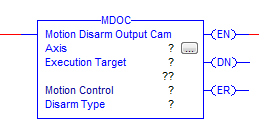 MDOC
Motion Disarm Output Cam
(EN)
Axis ? ...
Execution Target ?
(DN)
??
Motion Control ?
(ER)
Disarm Type ?